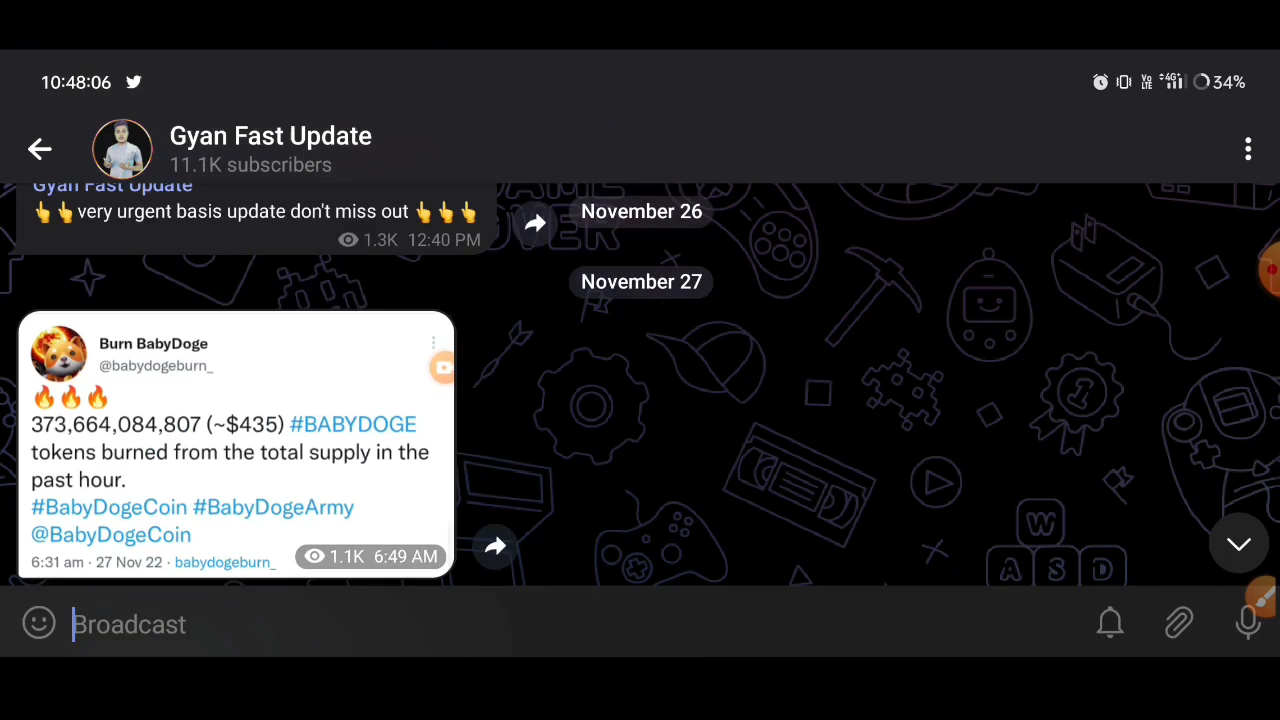 10:48:06
Vo LTE 4G+ 34%
Gyan Fast Update
11.1K subscribers
Gyan Fast Update
👆👆very urgent basis update don't miss out 👆👆👆
1.3K 12:40 PM
November 26
November 27
Burn BabyDoge
@babydogeburn_
🔥🔥🔥
373,664,084,807 (~$435) #BABYDOGE
tokens burned from the total supply in the
past hour.
#BabyDogeCoin #BabyDogeArmy
@BabyDogeCoin
6:31 am · 27 Nov 22 · babydogeburn_
1.1K 6:49 AM
W
A S D
Broadcast